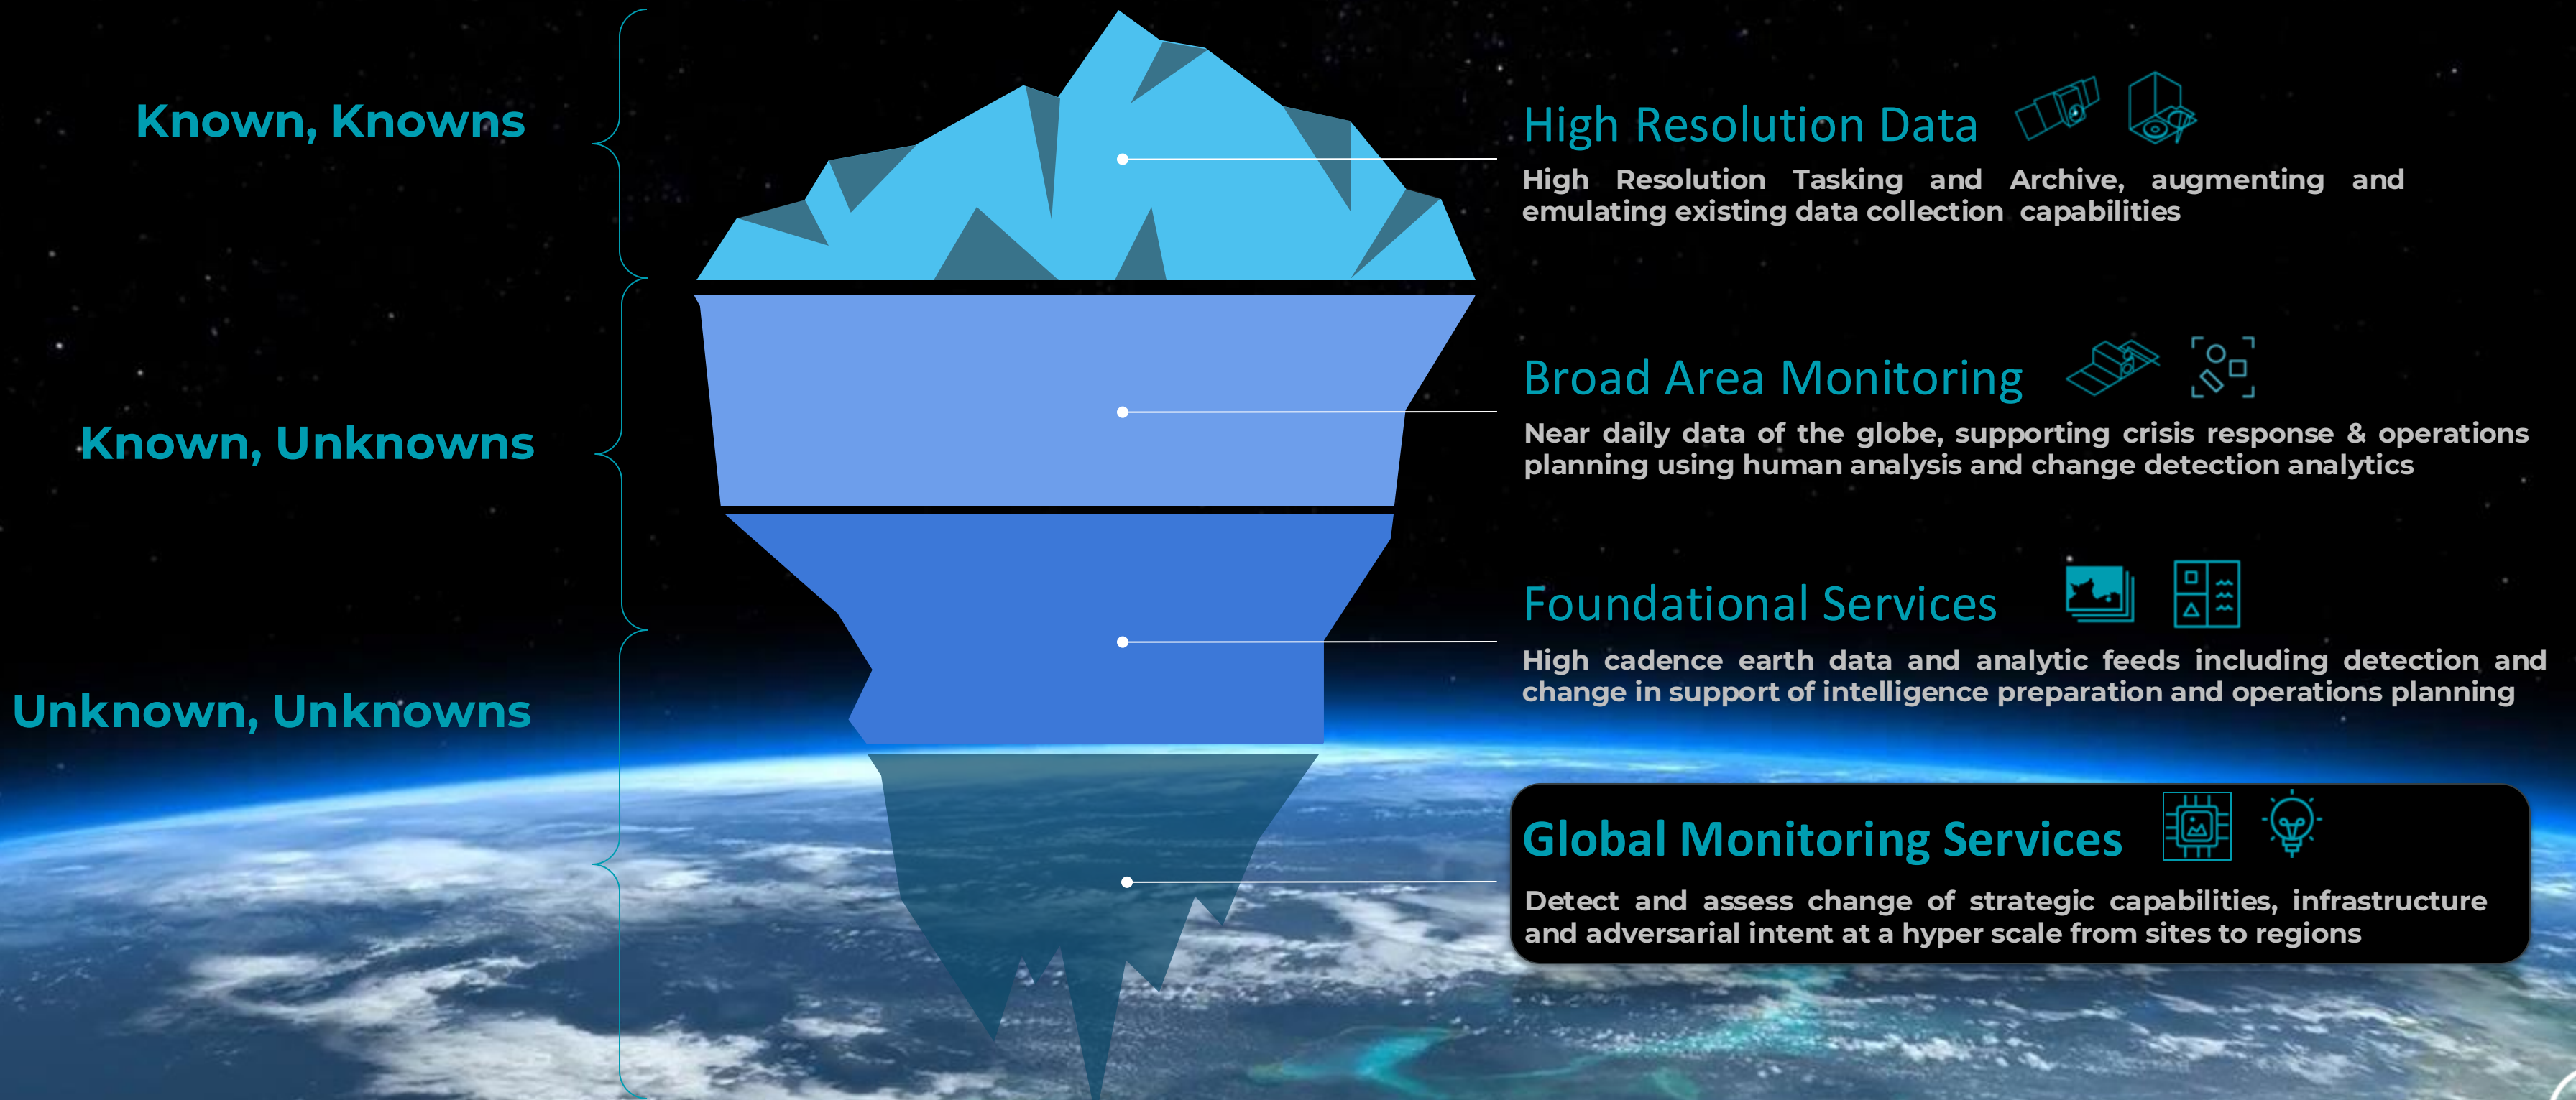 Known, Knowns
High Resolution Data
High Resolution Tasking and Archive, augmenting and
emulating existing data collection capabilities
Known, Unknowns
Broad Area Monitoring
Near daily data of the globe, supporting crisis response & operations
planning using human analysis and change detection analytics
Unknown, Unknowns
Foundational Services
High cadence earth data and analytic feeds including detection and
change in support of intelligence preparation and operations planning
Global Monitoring Services
Detect and assess change of strategic capabilities, infrastructure
and adversarial intent at a hyper scale from sites to regions